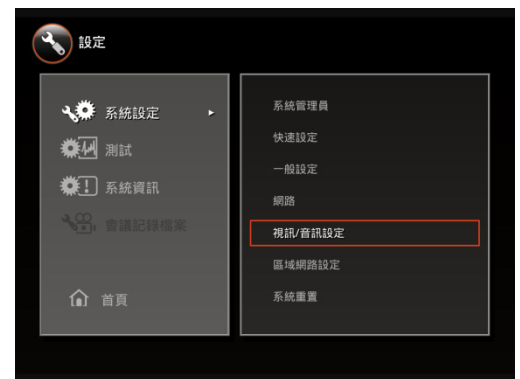 設定
系統設定
測試
系統資訊
會議記錄檔案
首頁
系統管理員
快速設定
一般設定
網路
視訊/音訊設定
區域網路設定
系統重置